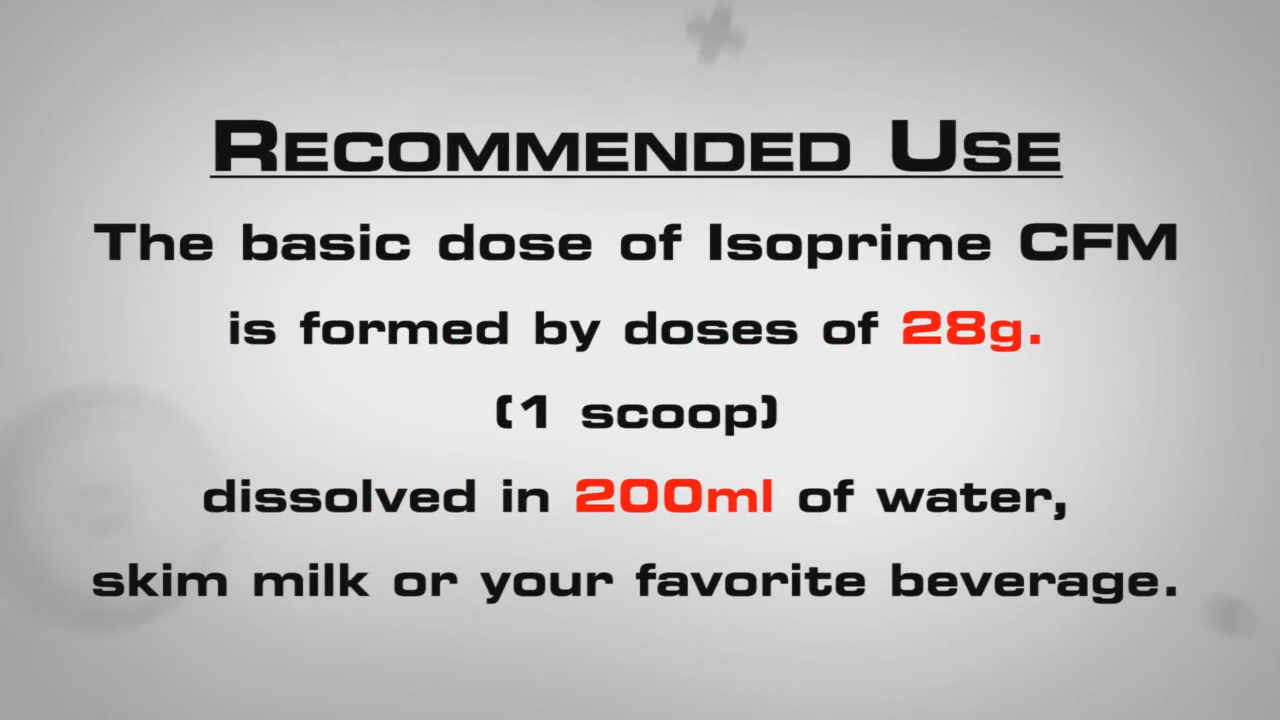 Recommended Use
The basic dose of Isoprime CFM
is formed by doses of 28g.
(1 scoop)
dissolved in 200ml of water,
skim milk or your favorite beverage.